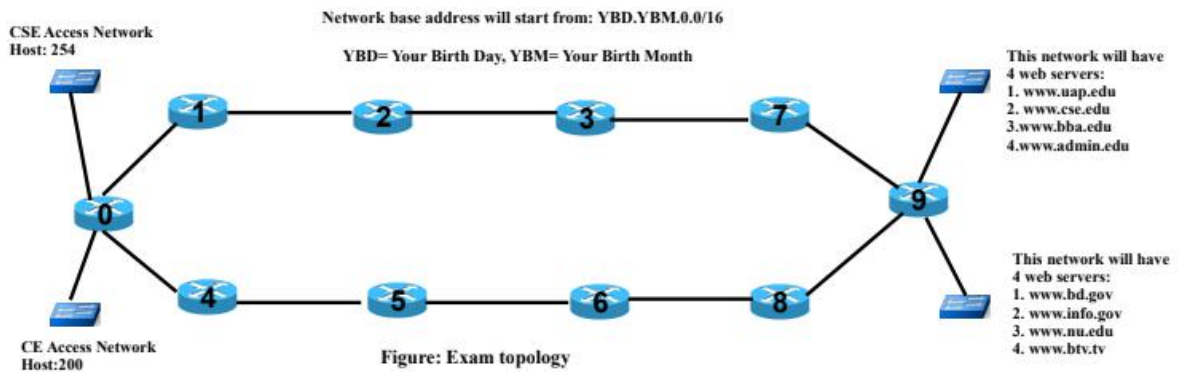 Network base address will start from: YBD.YBM.0.0/16
YBD= Your Birth Day, YBM= Your Birth Month
CSE Access Network
Host: 254
This network will have
4 web servers:
1. www.uap.edu
2. www.cse.edu
3.www.bba.edu
4.www.admin.edu
1
2
3
7
0
9
4
5
6
8
This network will have
4 web servers:
1. www.bd.gov
2. www.info.gov
3. www.nu.edu
4. www.btv.tv
CE Access Network
Host:200
Figure: Exam topology